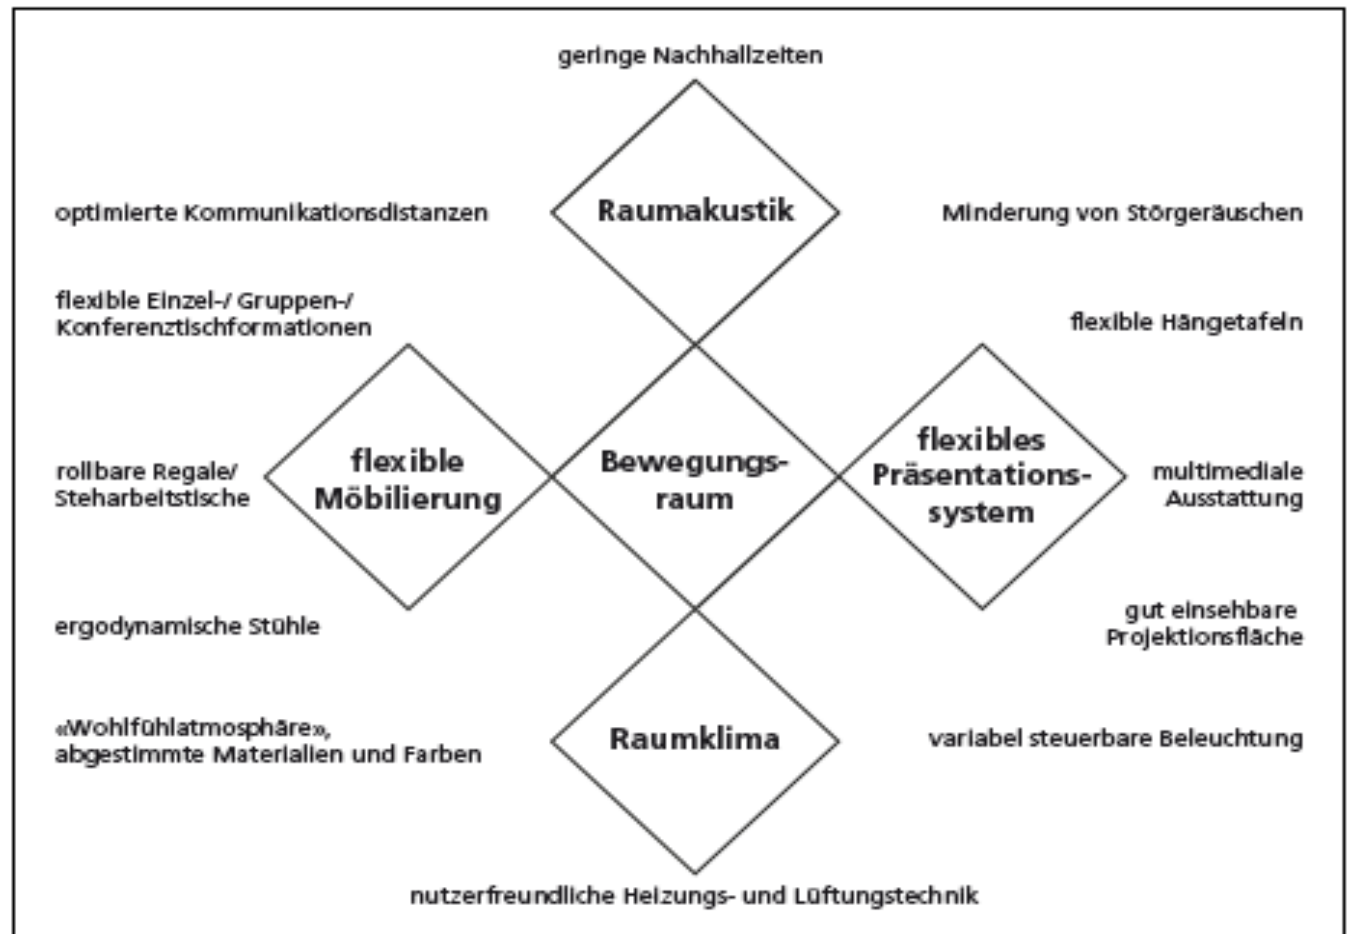 geringe Nachhallzeiten
Raumakustik
optimierte Kommunikationsdistanzen
Minderung von Störgeräuschen
flexible Einzel-/ Gruppen-/
Konferenztischformationen
flexible Hängetafeln
flexible
Möbilierung
Bewegungs-
raum
flexibles
Präsentations-
system
rollbare Regale/
Steharbeitstische
multimediale
Ausstattung
ergodynamische Stühle
gut einsehbare
Projektionsfläche
«Wohlfühlatmosphäre»,
abgestimmte Materialien und Farben
Raumklima
variabel steuerbare Beleuchtung
nutzerfreundliche Heizungs- und Lüftungstechnik